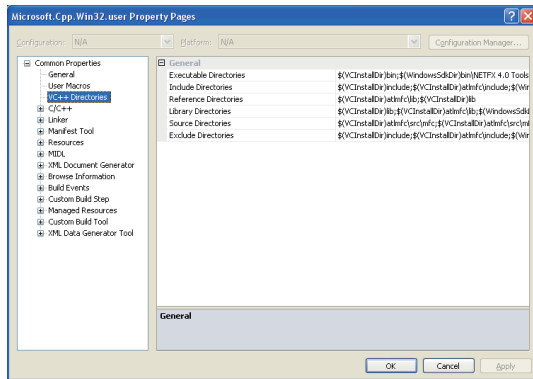 Microsoft.Cpp.Win32.user Property Pages
Configuration: N/A Platform: N/A Configuration Manager...
Common Properties
General
User Macros
VC++ Directories
C/C++
Linker
Manifest Tool
Resources
MIDL
XML Document Generator
Browse Information
Build Events
Custom Build Step
Managed Resources
Custom Build Tool
XML Data Generator Tool
General
Executable Directories $(VCInstallDir)bin;$(WindowsSdkDir)bin\NETFX 4.0 Tools
Include Directories $(VCInstallDir)include;$(VCInstallDir)atlmfc\include;$(Win
Reference Directories $(VCInstallDir)atlmfc\lib;$(VCInstallDir)lib
Library Directories $(VCInstallDir)lib;$(VCInstallDir)atlmfc\lib;$(WindowsSdkI
Source Directories $(VCInstallDir)atlmfc\src\mfc;$(VCInstallDir)atlmfc\src\ml
Exclude Directories $(VCInstallDir)include;$(VCInstallDir)atlmfc\include;$(Win
General
OK Cancel Apply